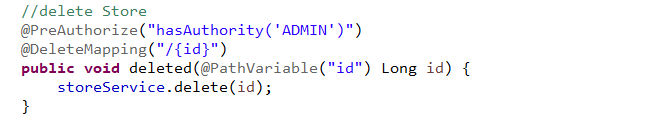 //delete Store
@PreAuthorize("hasAuthority('ADMIN')")
@DeleteMapping("/{id}")
public void deleted(@PathVariable("id") Long id) {
    storeService.delete(id);
}